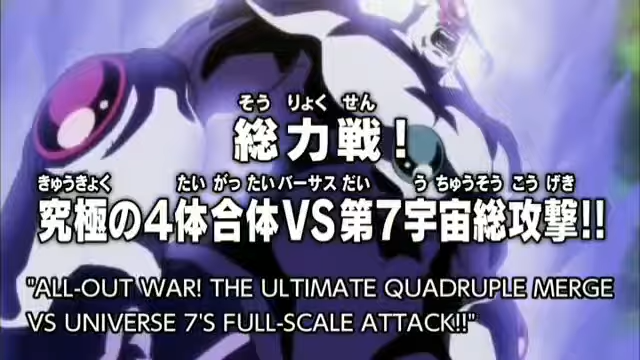 そう りょく せん
総力戦!
きゅうきょく たい がっ たい バーサス だい う ちゅう そう こう げき
究極の4体合体VS第7宇宙総攻撃!!
"ALL-OUT WAR! THE ULTIMATE QUADRUPLE MERGE
VS UNIVERSE 7'S FULL-SCALE ATTACK!!"